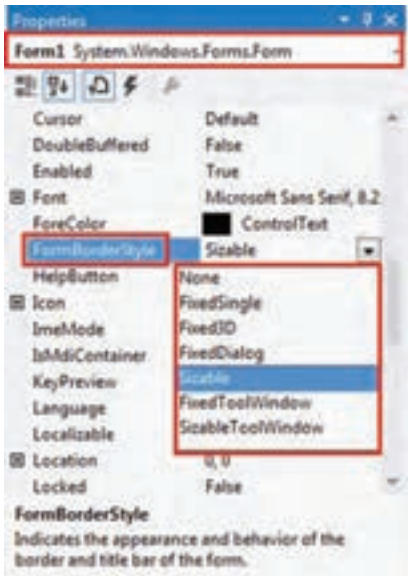 Properties
Form1 System.Windows.Forms.Form
Cursor Default
DoubleBuffered False
Enabled True
Font Microsoft Sans Serif, 8.2
ForeColor ControlText
FormBorderStyle Sizable
HelpButton
None
Icon
FixedSingle
ImeMode
Fixed3D
IsMdiContainer
FixedDialog
KeyPreview
Sizable
Language
FixedToolWindow
Localizable
SizableToolWindow
Location 0, 0
Locked False
FormBorderStyle
Indicates the appearance and behavior of the
border and title bar of the form.